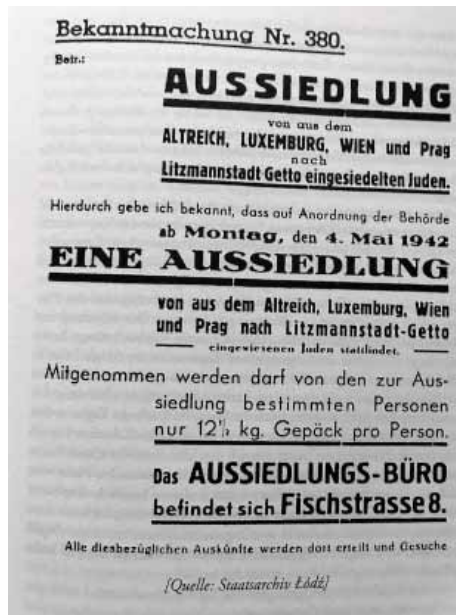 Bekanntmachung Nr. 380.
Betr.:
AUSSIEDLUNG
von aus dem
ALTREICH, LUXEMBURG, WIEN und Prag
nach
Litzmannstadt Getto eingesiedelten Juden.
Hierdurch gebe ich bekannt, dass auf Anordnung der Behörde
ab Montag, den 4. Mai 1942
EINE AUSSIEDLUNG
von aus dem Altreich, Luxemburg, Wien
und Prag nach Litzmannstadt-Getto
eingewiesenen Juden stattfindet.
Mitgenommen werden darf von den zur Aus-
siedlung bestimmten Personen
nur 12½ kg. Gepäck pro Person.
Das AUSSIEDLUNGS-BÜRO
befindet sich Fischstrasse 8.
Alle diesbezüglichen Auskünfte werden dort erteilt und Gesuche
[Quelle: Staatsarchiv Łódź]